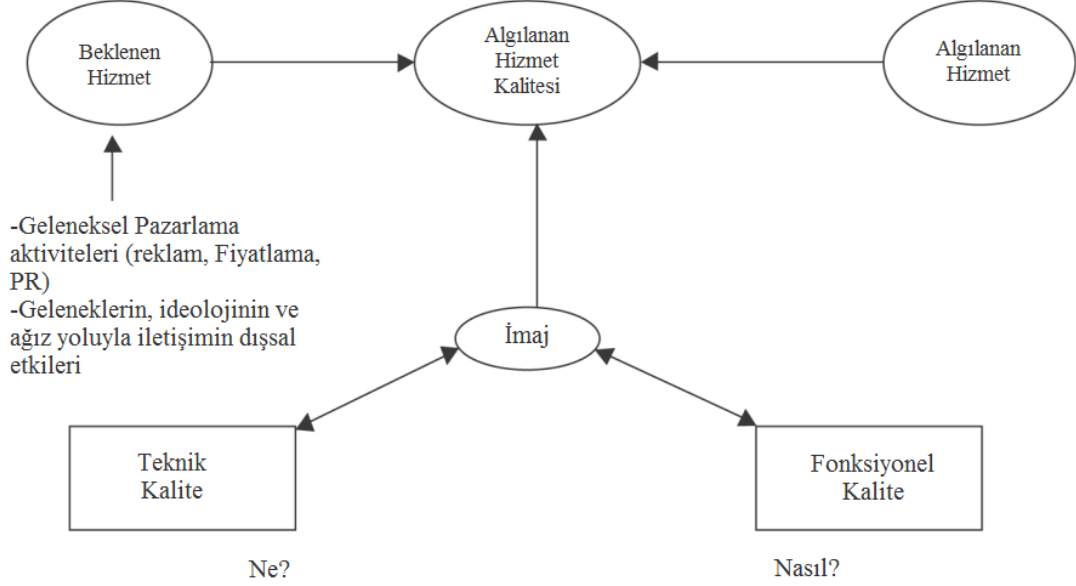 Beklenen
Hizmet
Algılanan
Hizmet
Kalitesi
Algılanan
Hizmet
-Geleneksel Pazarlama
aktiviteleri (reklam, Fiyatlama,
PR)
-Geleneklerin, ideolojinin ve
ağız yoluyla iletişimin dışsal
etkileri
İmaj
Teknik
Kalite
Fonksiyonel
Kalite
Ne?
Nasıl?